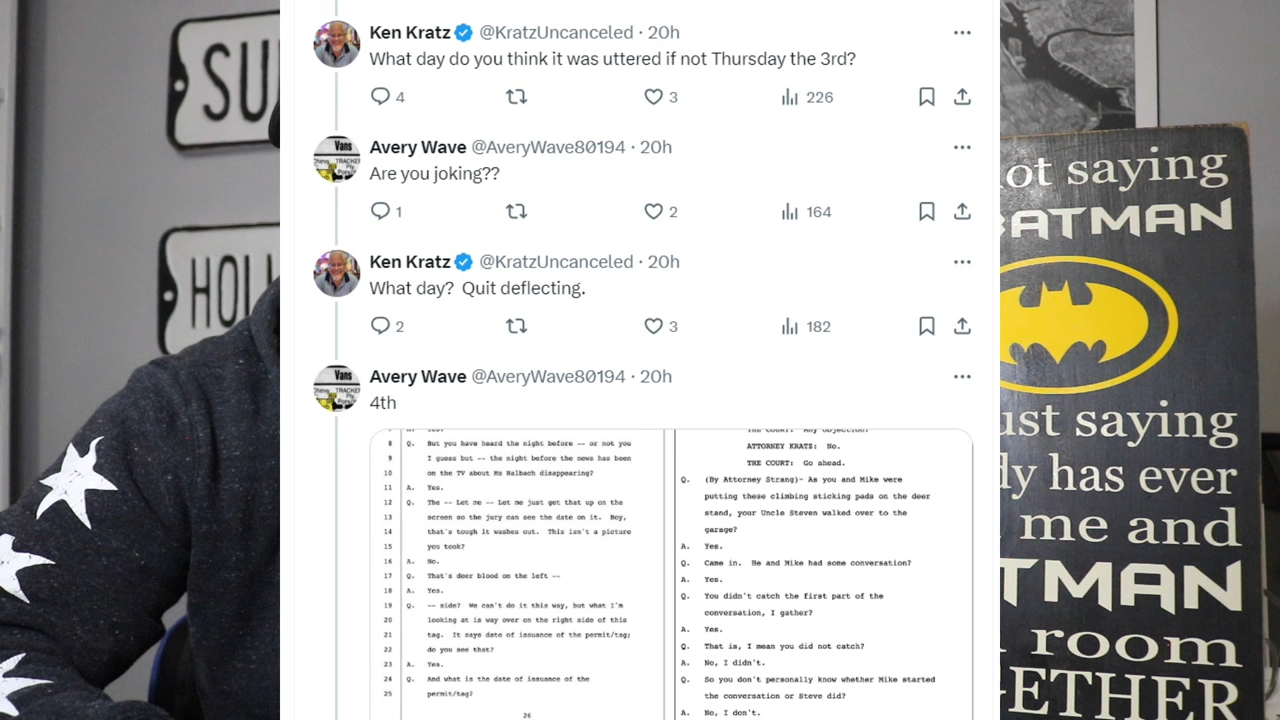 SU
HOLL
Ken Kratz @KratzUncanceled · 20h
What day do you think it was uttered if not Thursday the 3rd?
4 3 226
Avery Wave @AveryWave80194 · 20h
Are you joking??
1 2 164
Ken Kratz @KratzUncanceled · 20h
What day?  Quit deflecting.
2 3 182
Avery Wave @AveryWave80194 · 20h
4th
8 Q. But you have heard the night before -- or not you
9 I guess but -- the night before the news has been
10 on the TV about Ms Halbach disappearing?
11 A. Yes.
12 Q. The -- Let me -- Let me just get that up on the
13 screen so the jury can see the date on it.  Boy,
14 that's tough it washes out.  This isn't a picture
15 you took?
16 A. No.
17 Q. That's deer blood on the left --
18 A. Yes.
19 Q. -- side?  We can't do it this way, but what I'm
20 looking at is way over on the right side of this
21 tag.  It says date of issuance of the permit/tag;
22 do you see that?
23 A. Yes.
24 Q. And what is the date of issuance of the
25 permit/tag?
26
THE COURT:  Any objection?
ATTORNEY KRATZ:  No.
THE COURT:  Go ahead.
Q. (By Attorney Strang)- As you and Mike were
putting these climbing sticking pads on the deer
stand, your Uncle Steven walked over to the
garage?
A. Yes.
Q. Came in.  He and Mike had some conversation?
A. Yes.
Q. You didn't catch the first part of the
conversation, I gather?
A. Yes.
Q. That is, I mean you did not catch?
A. No, I didn't.
Q. So you don't personally know whether Mike started
the conversation or Steve did?
A. No, I don't.
ot saying
BATMAN
ust saying
dy has ever
me and
TMAN
room
GETHER